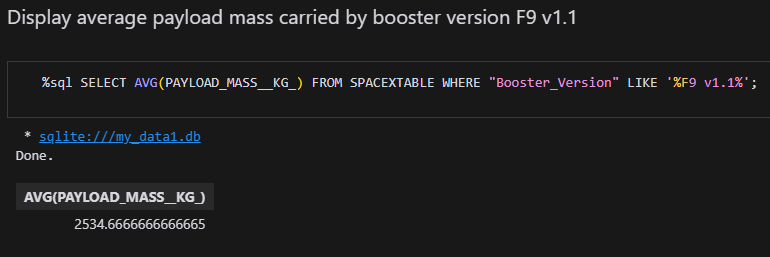 Display average payload mass carried by booster version F9 v1.1
%sql SELECT AVG(PAYLOAD_MASS__KG_) FROM SPACEXTABLE WHERE "Booster_Version" LIKE '%F9 v1.1%';
* sqlite:///my_data1.db
Done.
AVG(PAYLOAD_MASS__KG_)
2534.6666666666665